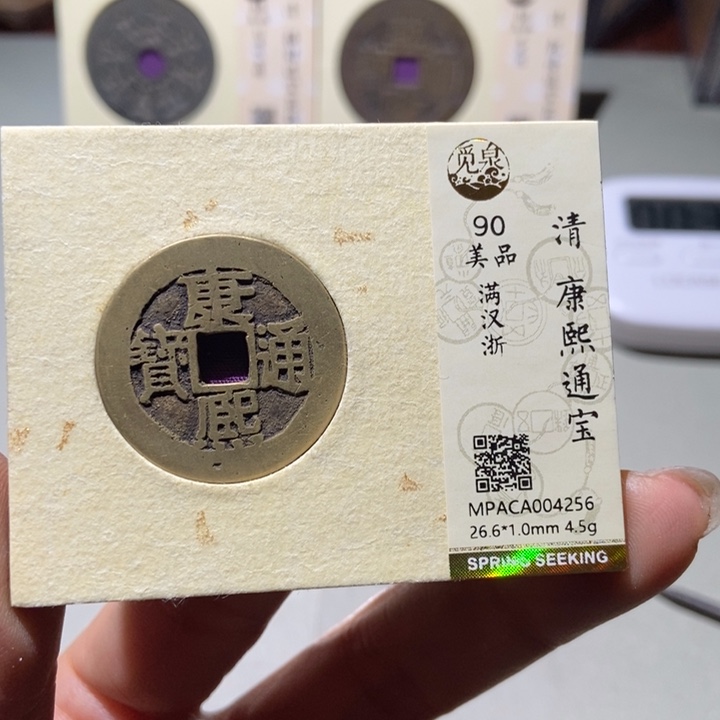 康熙通寶
覓泉
90
美品
满汉浙
清 康熙通宝
MPACA004256
26.6*1.0mm 4.5g
SPRING SEEKING